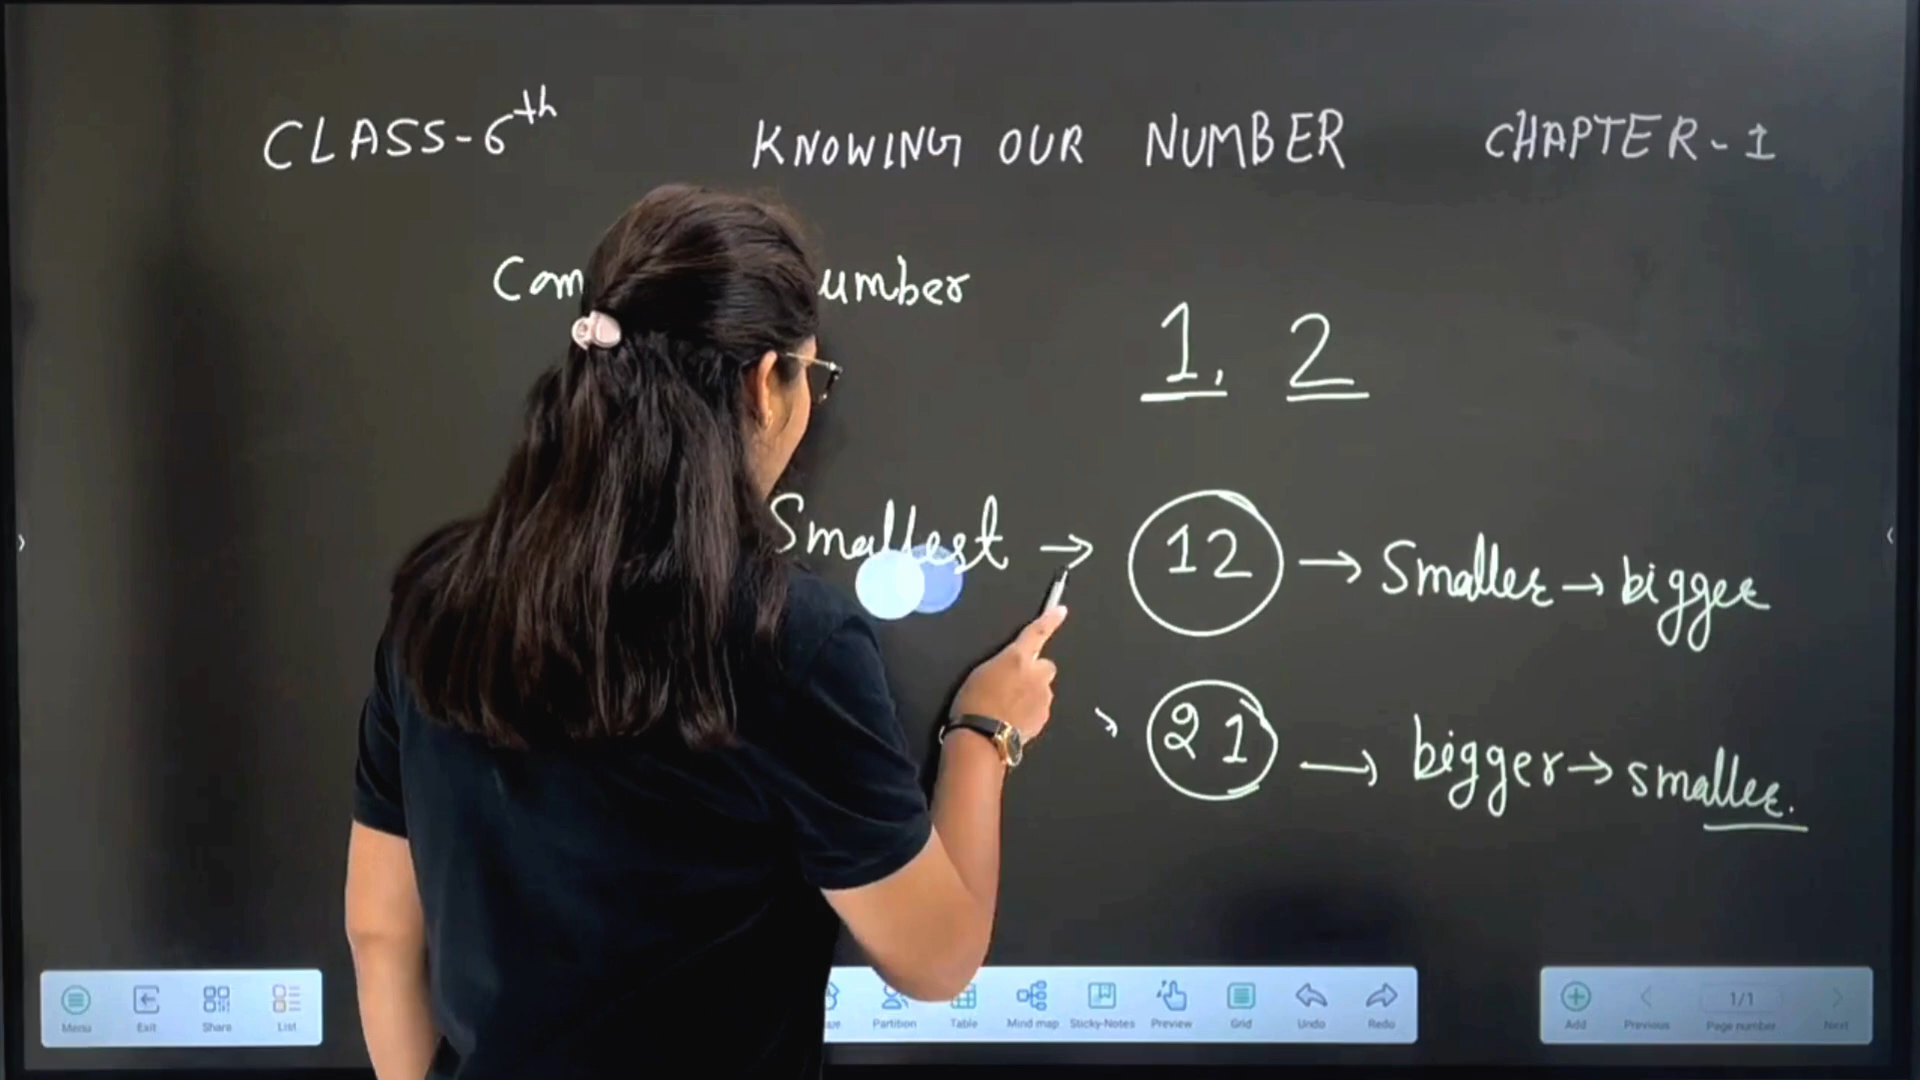 CLASS-6th KNOWING OUR NUMBER CHAPTER-1
1, 2
Smallest → 12 → Smaller → bigger
21 → bigger → smaller.
Menu Exit Share List Partition Table Mind map Sticky-Notes Preview Grid Undo Redo Add Previous 1/1 Page number Next